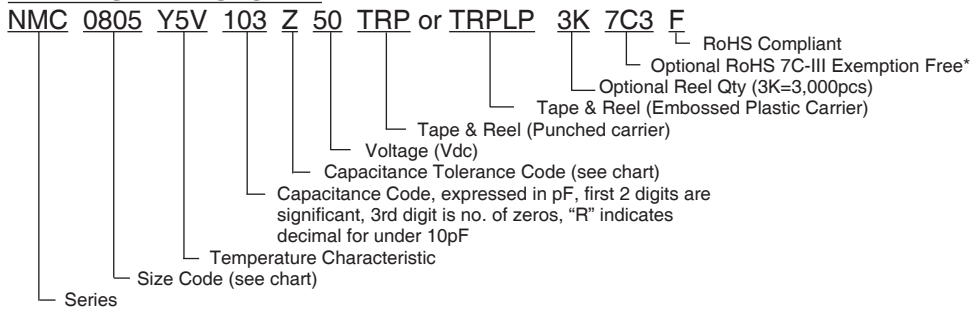 NMC 0805 Y5V 103 Z 50 TRP or TRPLP 3K 7C3 F
RoHS Compliant
Optional RoHS 7C-III Exemption Free*
Optional Reel Qty (3K=3,000pcs)
Tape & Reel (Embossed Plastic Carrier)
Tape & Reel (Punched carrier)
Voltage (Vdc)
Capacitance Tolerance Code (see chart)
Capacitance Code, expressed in pF, first 2 digits are
significant, 3rd digit is no. of zeros, “R” indicates
decimal for under 10pF
Temperature Characteristic
Size Code (see chart)
Series